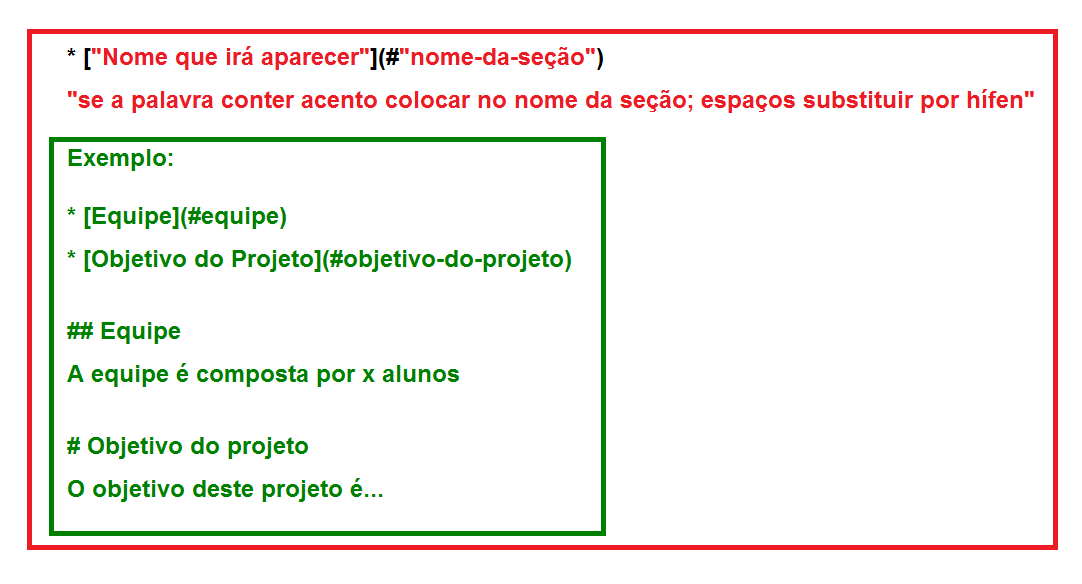 * ["Nome que irá aparecer"](#"nome-da-seção")
"se a palavra conter acento colocar no nome da seção; espaços substituir por hífen"
Exemplo:
* [Equipe](#equipe)
* [Objetivo do Projeto](#objetivo-do-projeto)
## Equipe
A equipe é composta por x alunos
# Objetivo do projeto
O objetivo deste projeto é...